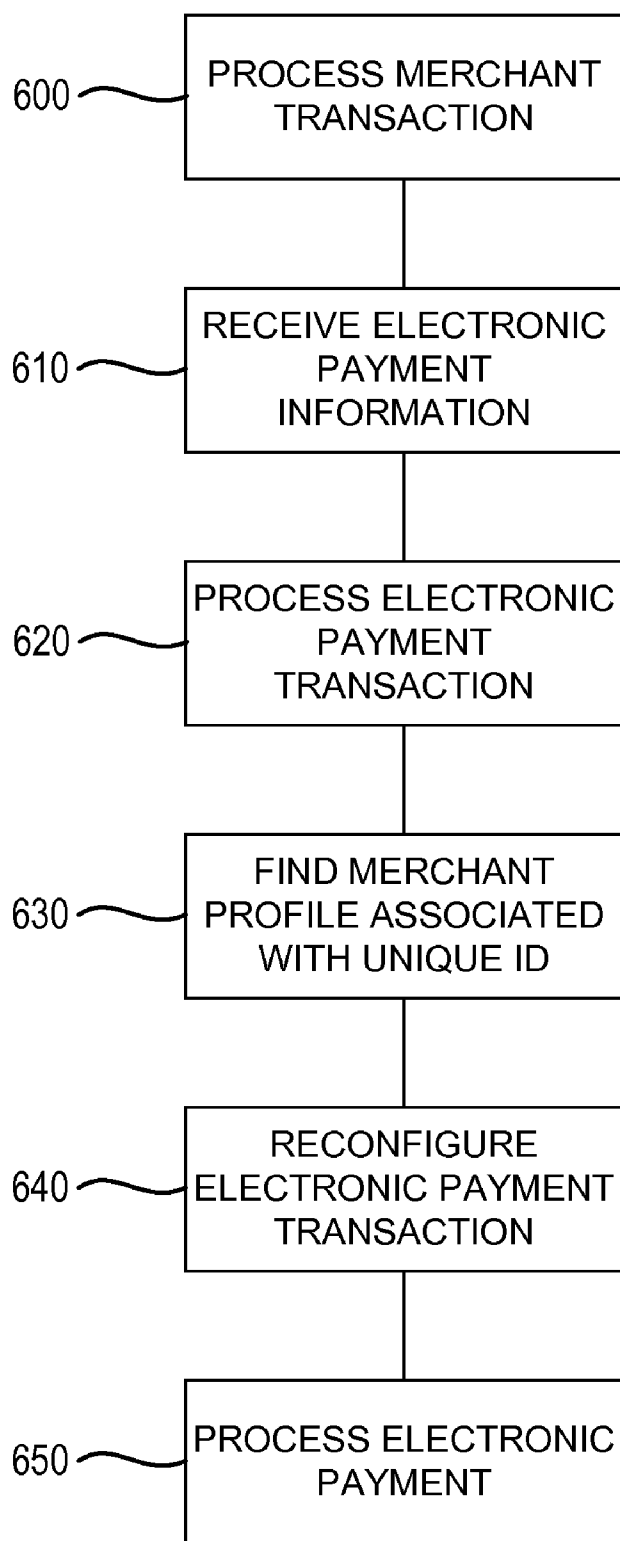 600
PROCESS MERCHANT
TRANSACTION
610
RECEIVE ELECTRONIC
PAYMENT
INFORMATION
620
PROCESS ELECTRONIC
PAYMENT
TRANSACTION
630
FIND MERCHANT
PROFILE ASSOCIATED
WITH UNIQUE ID
640
RECONFIGURE
ELECTRONIC PAYMENT
TRANSACTION
650
PROCESS ELECTRONIC
PAYMENT